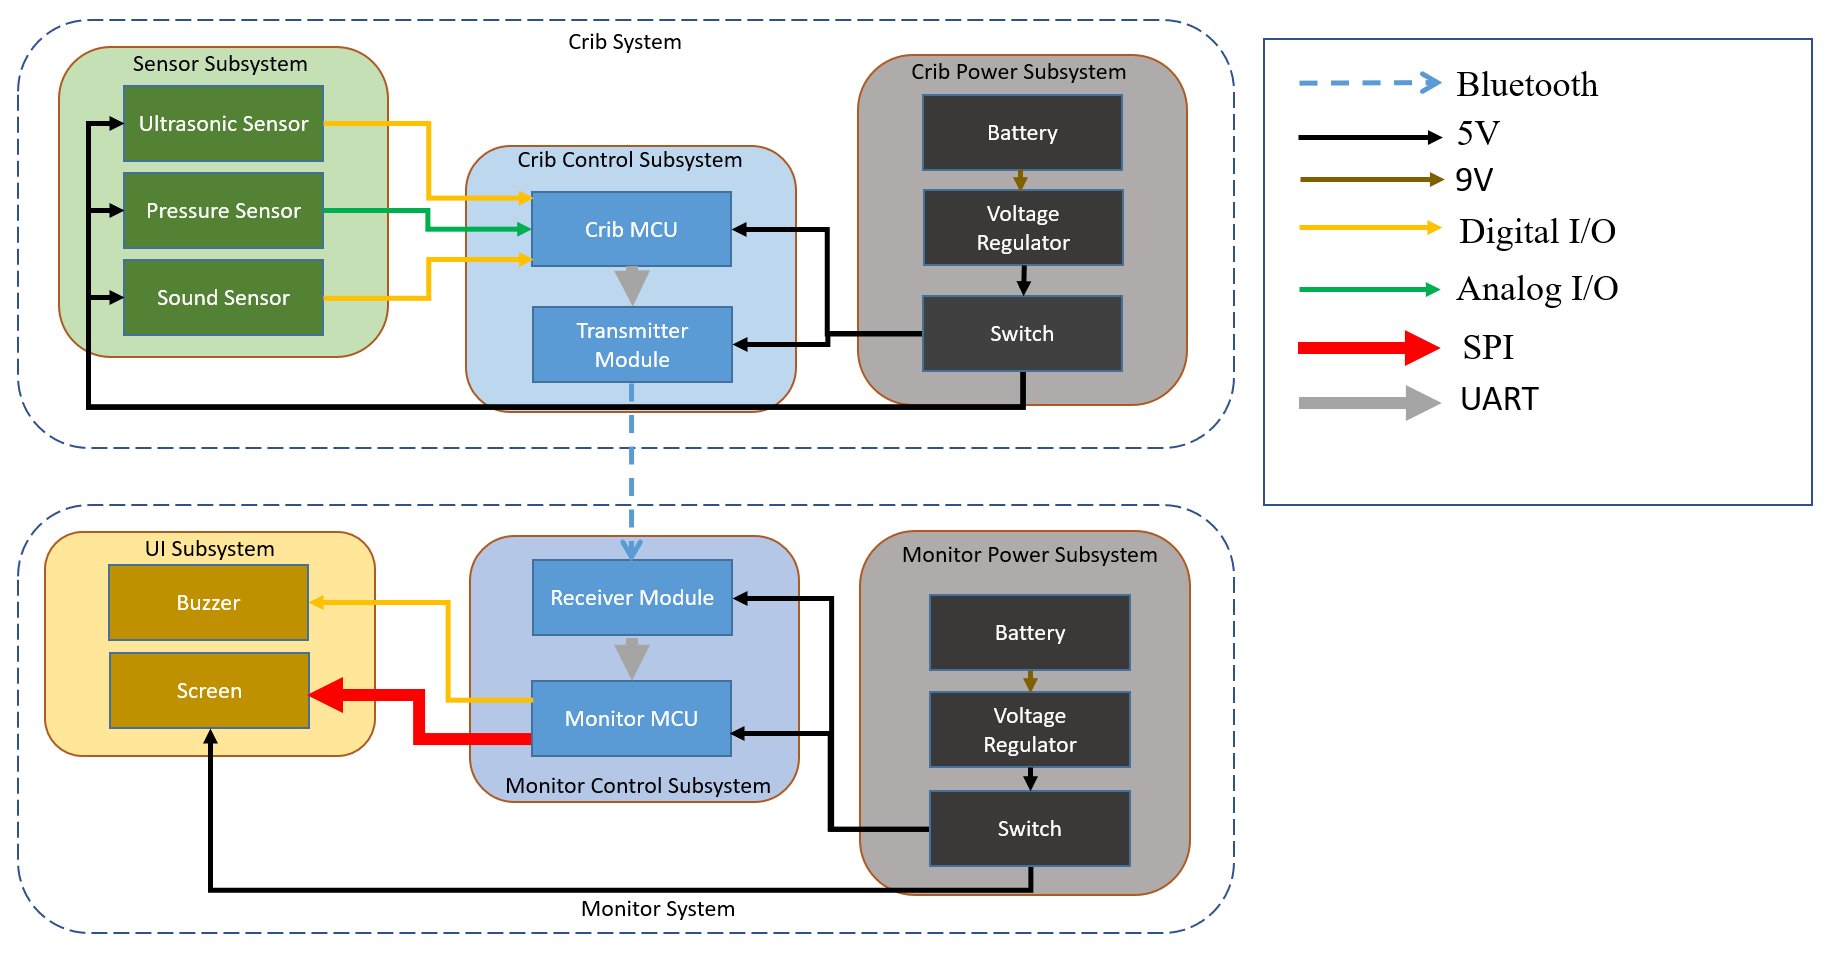 Crib System
Sensor Subsystem
Ultrasonic Sensor
Pressure Sensor
Sound Sensor
Crib Control Subsystem
Crib MCU
Transmitter
Module
Crib Power Subsystem
Battery
Voltage
Regulator
Switch
Bluetooth
5V
9V
Digital I/O
Analog I/O
SPI
UART
UI Subsystem
Buzzer
Screen
Receiver Module
Monitor MCU
Monitor Control Subsystem
Monitor Power Subsystem
Battery
Voltage
Regulator
Switch
Monitor System